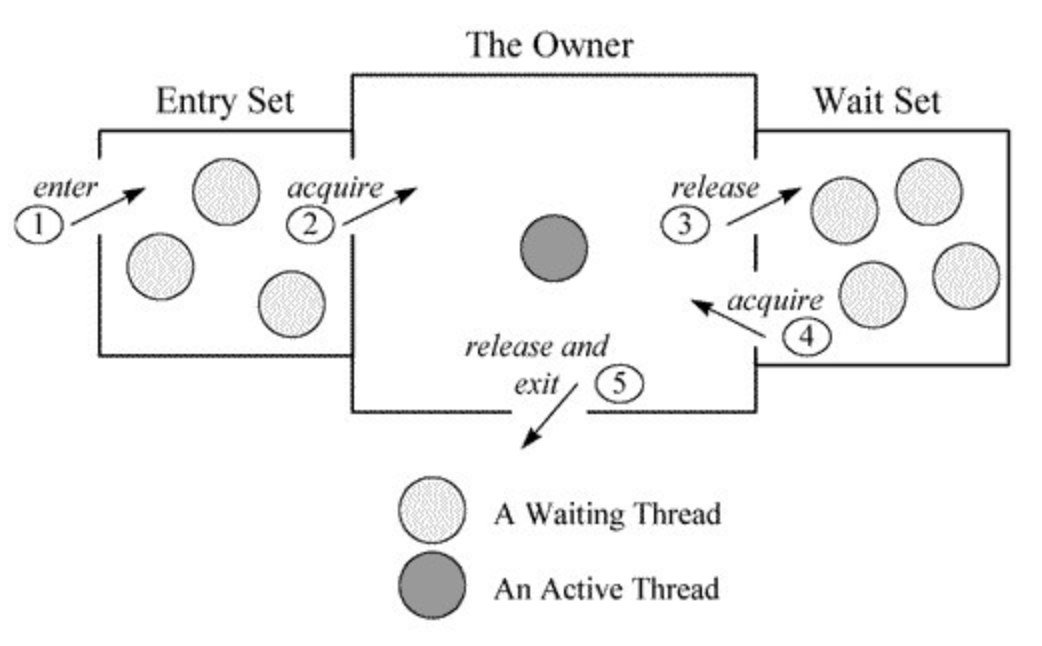 The Owner
Entry Set
Wait Set
enter
1
acquire
2
release
3
acquire
4
release and
exit
5
A Waiting Thread
An Active Thread